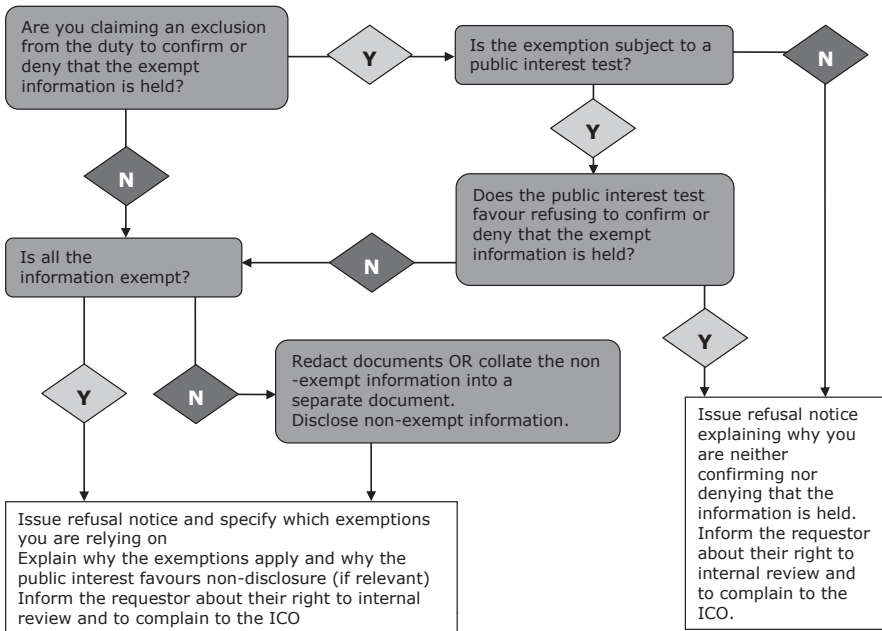 Are you claiming an exclusion
from the duty to confirm or
deny that the exempt
information is held?
Y
Is the exemption subject to a
public interest test?
N
Y
N
Does the public interest test
favour refusing to confirm or
deny that the exempt
information is held?
Is all the
information exempt?
N
Y
Y
N
Redact documents OR collate the non
-exempt information into a
separate document.
Disclose non-exempt information.
Issue refusal notice
explaining why you
are neither
confirming nor
denying that the
information is held.
Inform the requestor
about their right to
internal review and
to complain to the
ICO.
Issue refusal notice and specify which exemptions
you are relying on
Explain why the exemptions apply and why the
public interest favours non-disclosure (if relevant)
Inform the requestor about their right to internal
review and to complain to the ICO